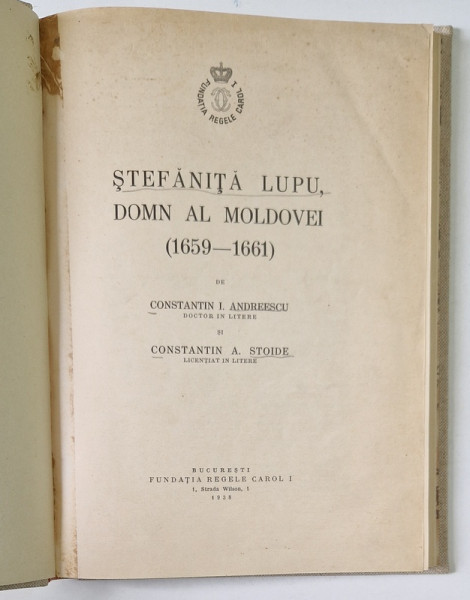 FUNDAȚIA REGELE CAROL I
ȘTEFĂNIȚĂ LUPU,
DOMN AL MOLDOVEI
(1659—1661)
DE
CONSTANTIN I. ANDREESCU
DOCTOR IN LITERE
ȘI
CONSTANTIN A. STOIDE
LICENȚIAT IN LITERE
BUCUREȘTI
FUNDAȚIA REGELE CAROL I
1, Strada Wilson, 1
1938